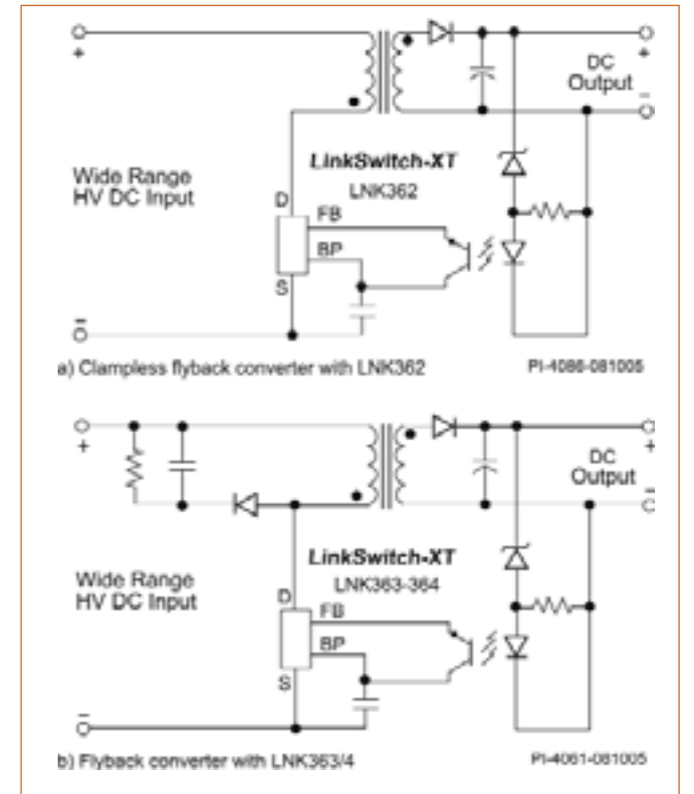 +
+
DC
Output
–
LinkSwitch-XT
LNK362
Wide Range
HV DC Input
D
FB
BP
S
–
a) Clampless flyback converter with LNK362
PI-4086-081005
+
+
DC
Output
–
LinkSwitch-XT
LNK363-364
Wide Range
HV DC Input
D
FB
BP
S
–
b) Flyback converter with LNK363/4
PI-4061-081005